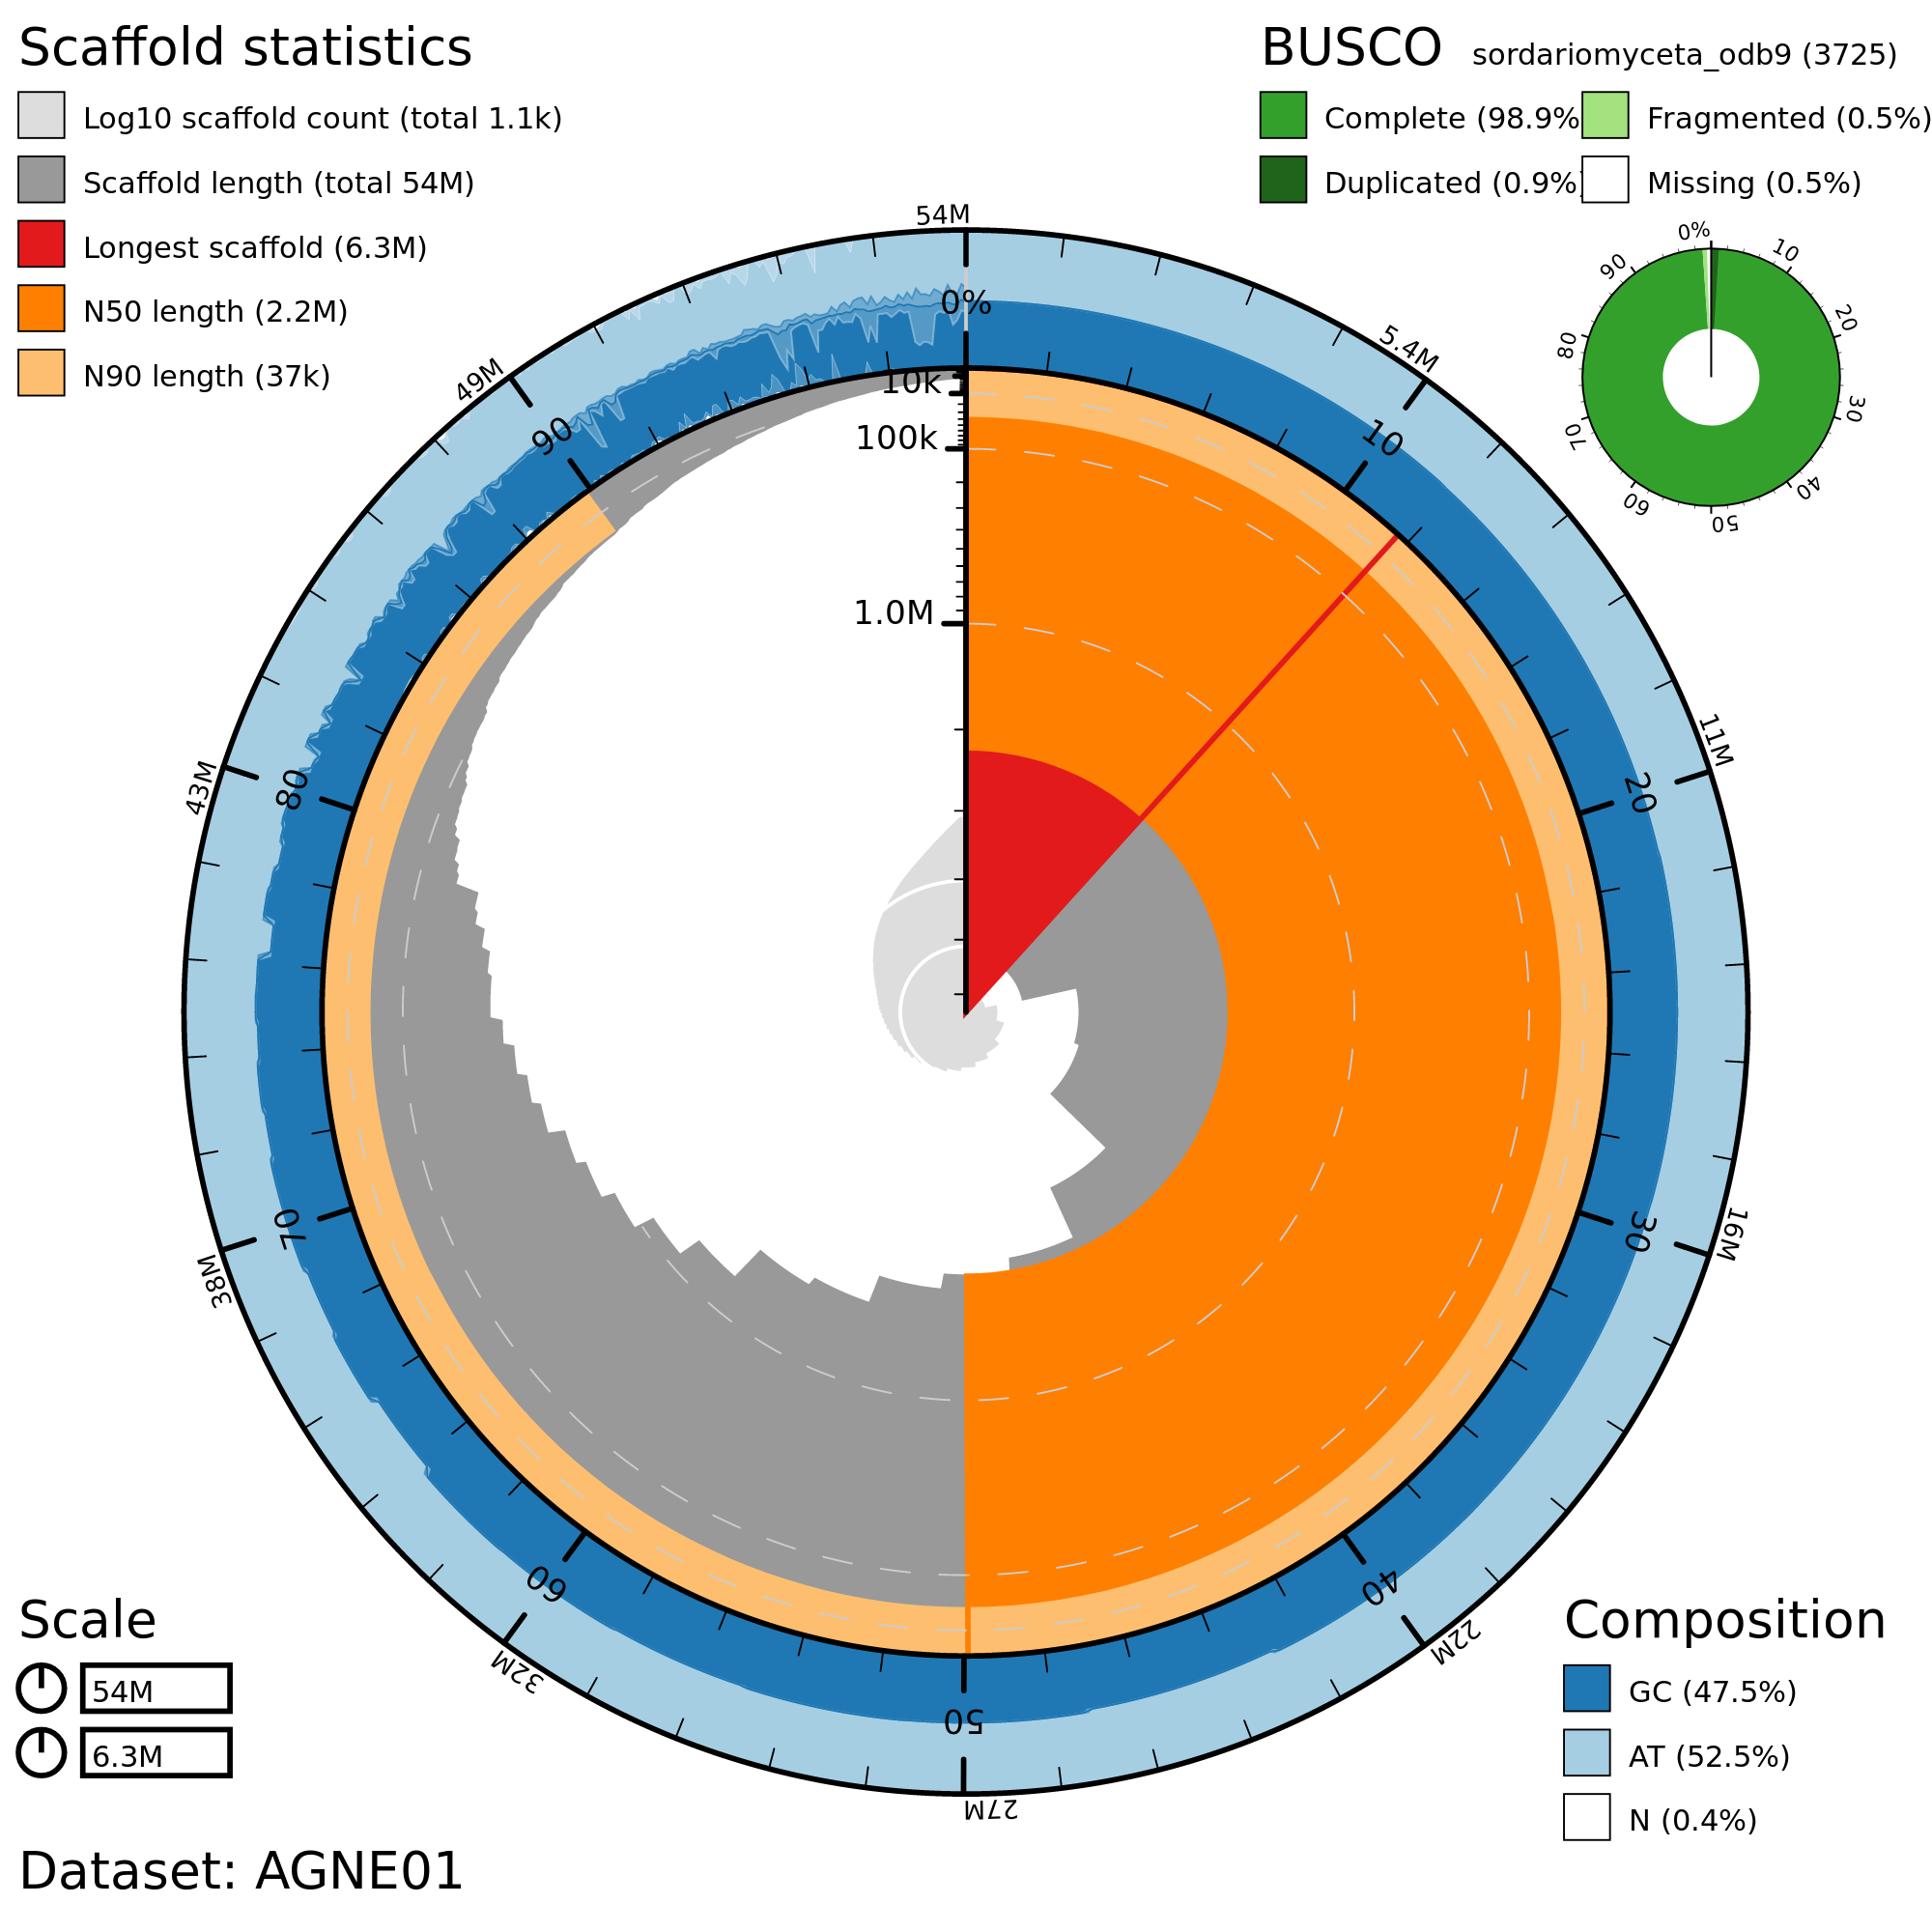 Scaffold statistics
Log10 scaffold count (total 1.1k)
Scaffold length (total 54M)
Longest scaffold (6.3M)
N50 length (2.2M)
N90 length (37k)
BUSCO sordariomyceta_odb9 (3725)
Complete (98.9%
Fragmented (0.5%)
Duplicated (0.9%)
Missing (0.5%)
0%
10
20
30
40
50
60
70
80
90
54M
5.4M
11M
16M
22M
27M
32M
38M
43M
49M
0%
10
20
30
40
50
60
70
80
90
10k
100k
1.0M
Scale
54M
6.3M
Composition
GC (47.5%)
AT (52.5%)
N (0.4%)
Dataset: AGNE01